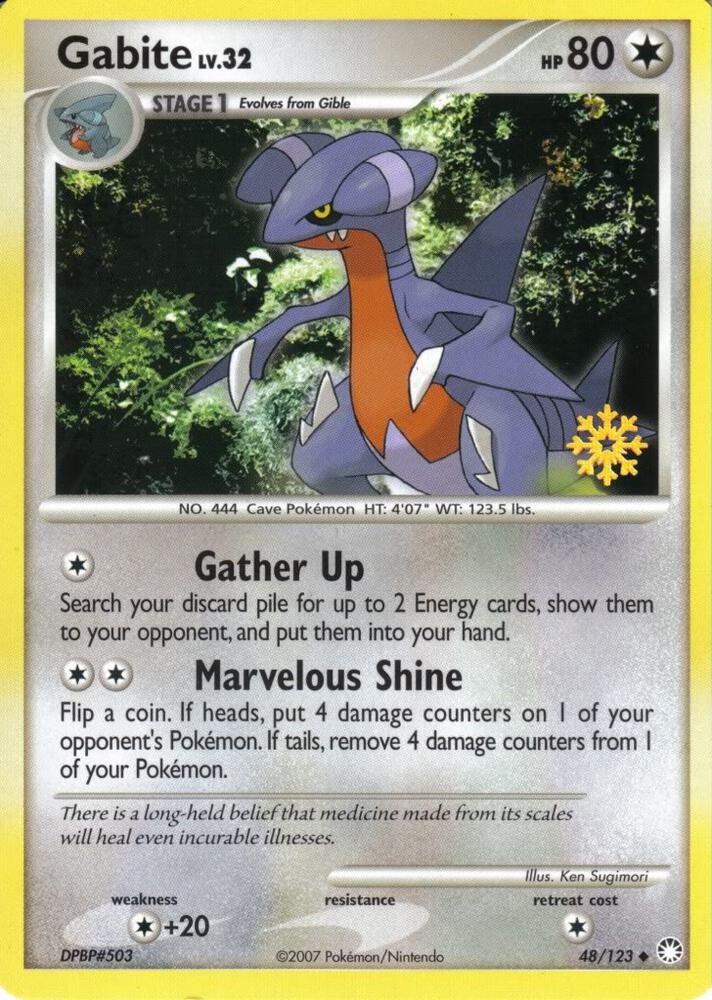 Gabite LV.32 HP 80
STAGE 1 Evolves from Gible
NO. 444 Cave Pokémon HT: 4'07" WT: 123.5 lbs.
Gather Up
Search your discard pile for up to 2 Energy cards, show them
to your opponent, and put them into your hand.
Marvelous Shine
Flip a coin. If heads, put 4 damage counters on 1 of your
opponent's Pokémon. If tails, remove 4 damage counters from 1
of your Pokémon.
There is a long-held belief that medicine made from its scales
will heal even incurable illnesses.
Illus. Ken Sugimori
weakness resistance retreat cost
+20
DPBP#503 ©2007 Pokémon/Nintendo 48/123